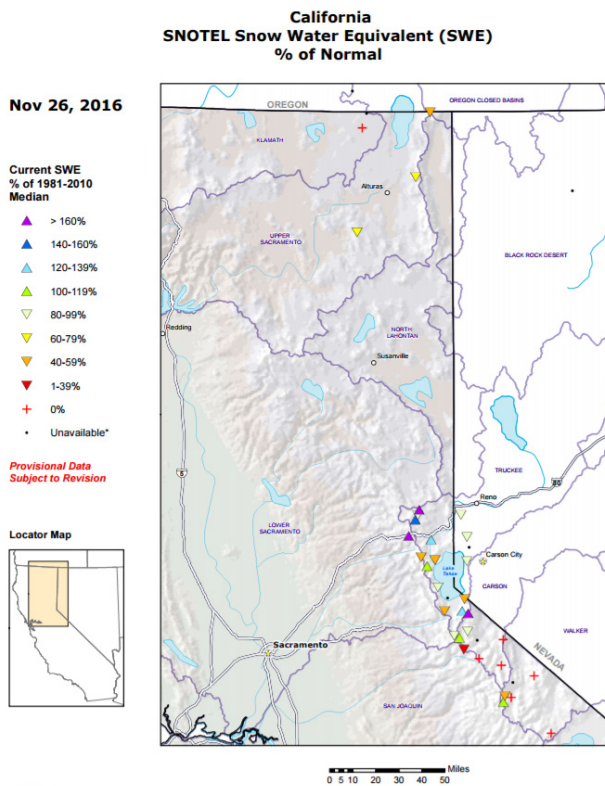 California
SNOTEL Snow Water Equivalent (SWE)
% of Normal
Nov 26, 2016
Current SWE
% of 1981-2010
Median
> 160%
140-160%
120-139%
100-119%
80-99%
60-79%
40-59%
1-39%
0%
Unavailable*
Provisional Data
Subject to Revision
Locator Map
OREGON
OREGON CLOSED BASINS
KLAMATH
Alturas
UPPER
SACRAMENTO
BLACK ROCK DESERT
Redding
NORTH
LAHONTAN
Susanville
TRUCKEE
5
80
Reno
LOWER
SACRAMENTO
Carson City
Lake
Tahoe
CARSON
WALKER
NEVADA
Sacramento
SAN JOAQUIN
Miles
0 5 10 20 30 40 50